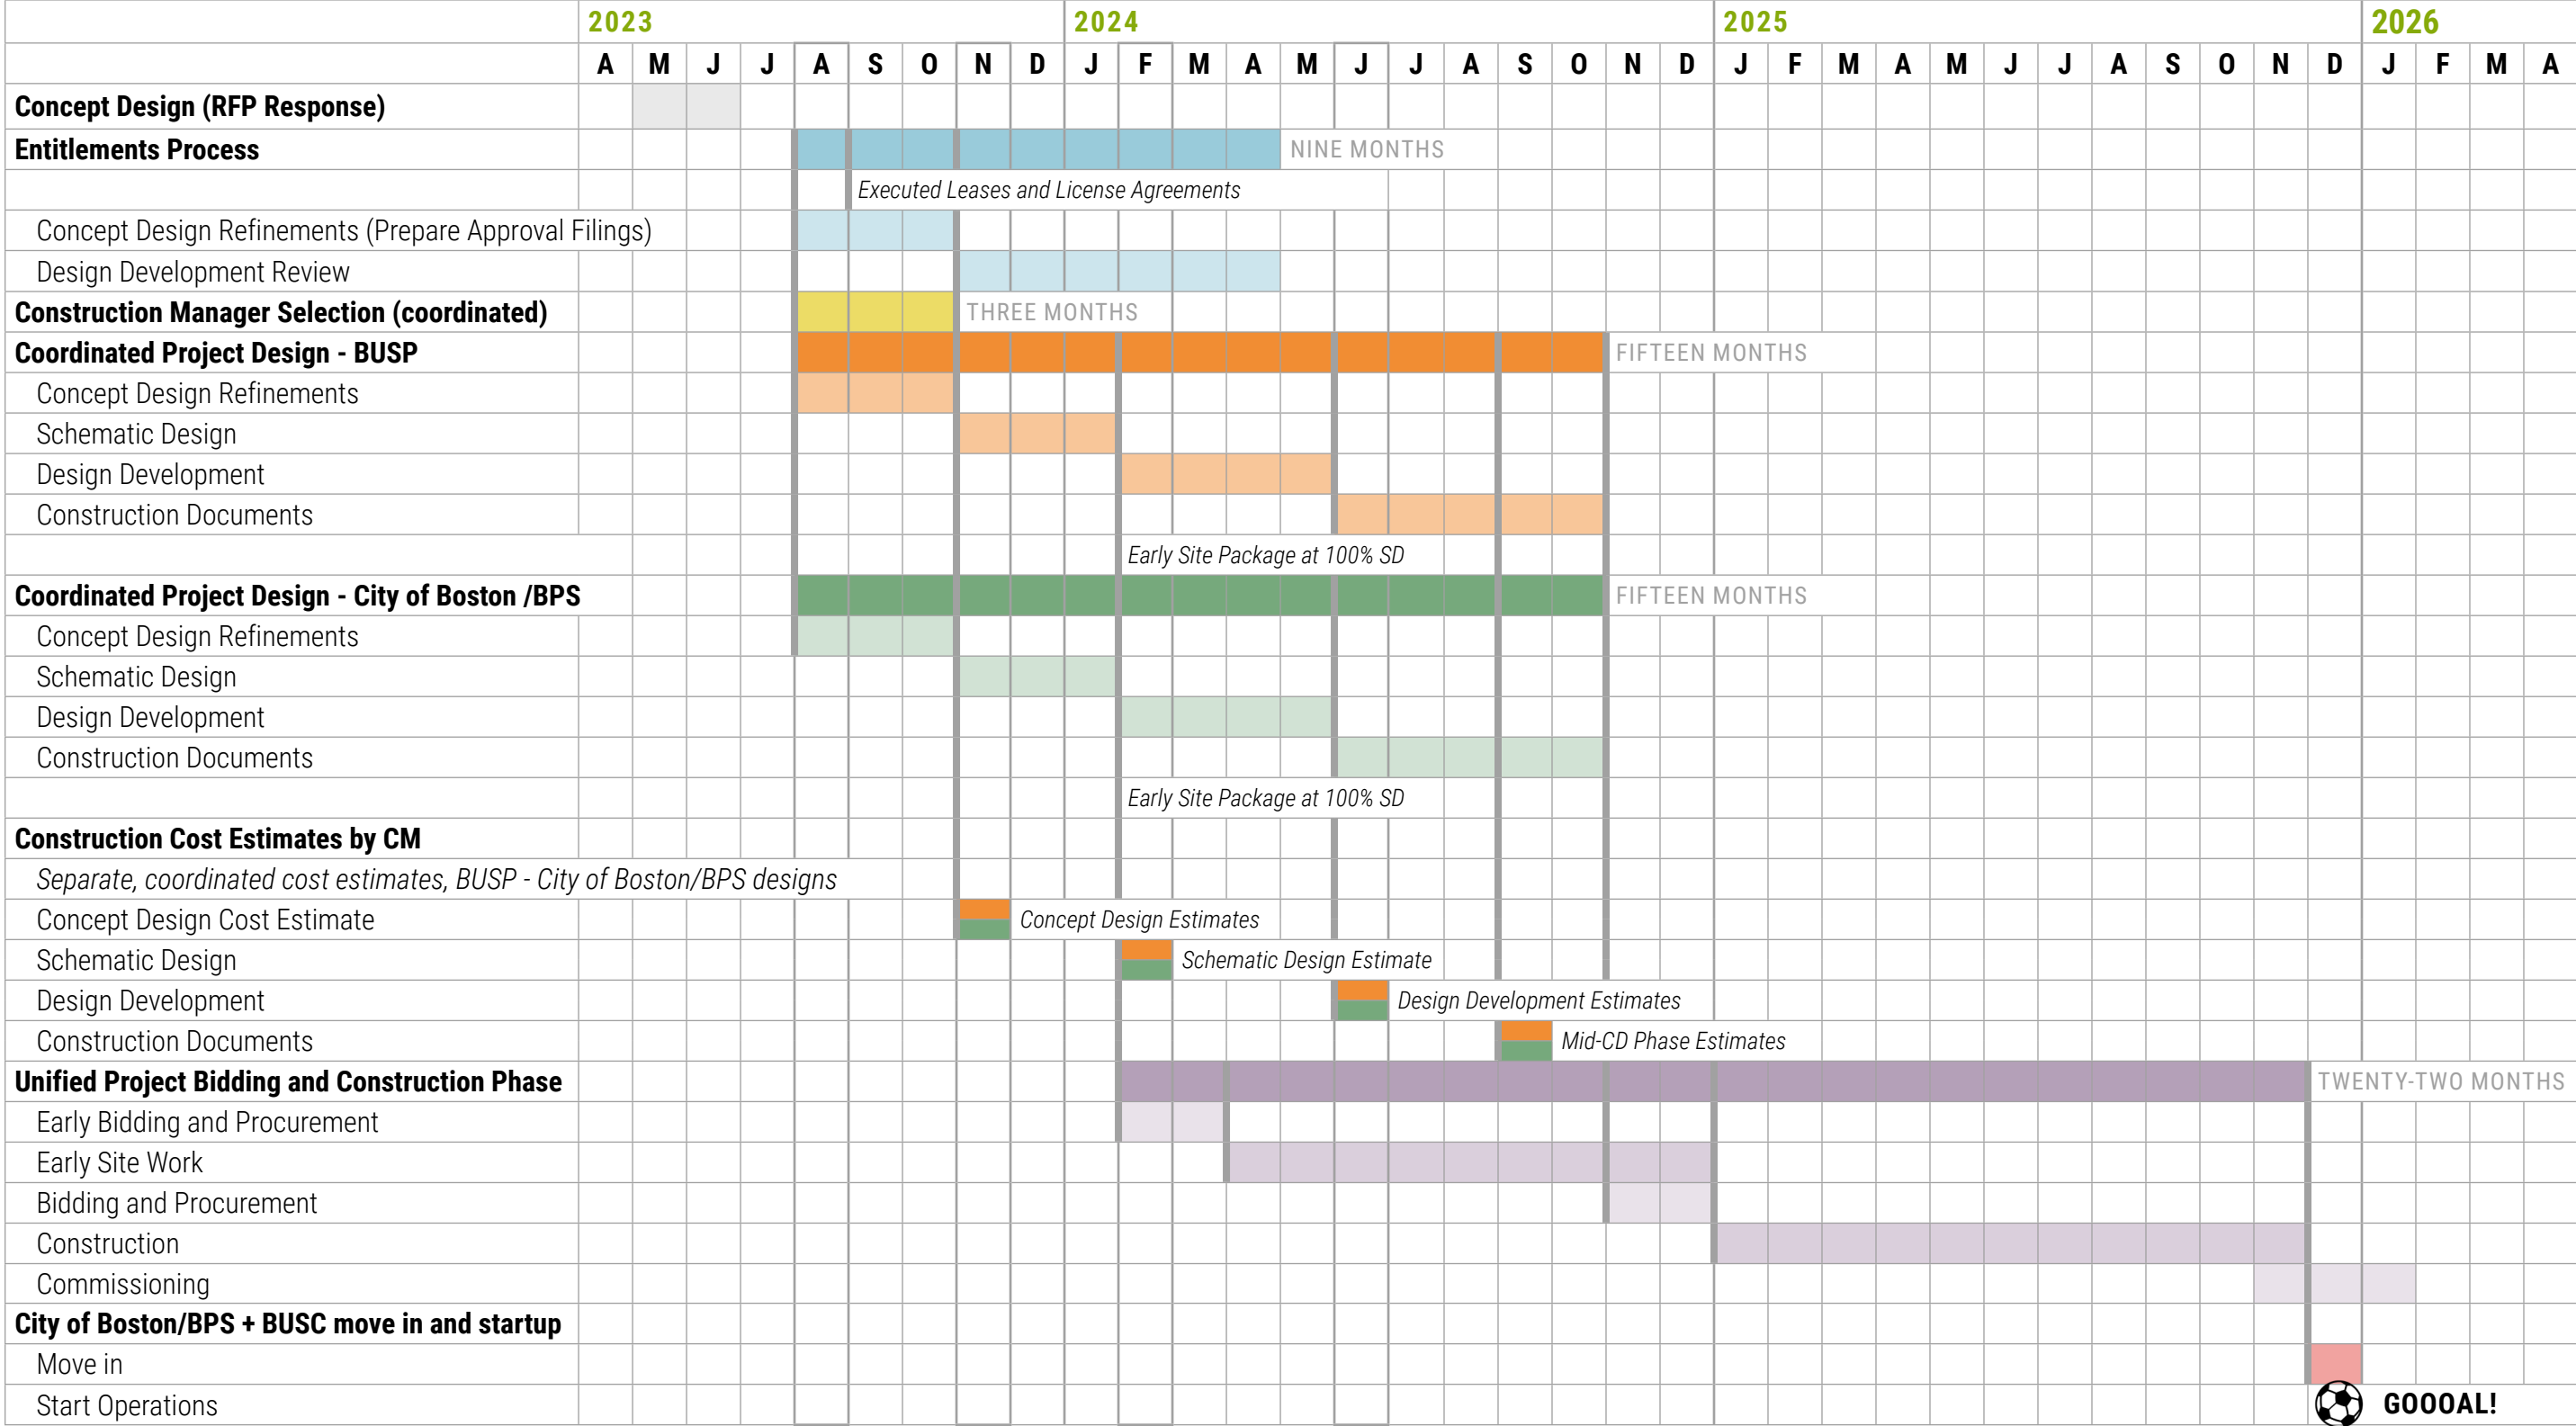 2023 2024 2025 2026
A M J J A S O N D J F M A M J J A S O N D J F M A M J J A S O N D J F M A
Concept Design (RFP Response)
Entitlements Process NINE MONTHS
Executed Leases and License Agreements
Concept Design Refinements (Prepare Approval Filings)
Design Development Review
Construction Manager Selection (coordinated) THREE MONTHS
Coordinated Project Design - BUSP FIFTEEN MONTHS
Concept Design Refinements
Schematic Design
Design Development
Construction Documents
Early Site Package at 100% SD
Coordinated Project Design - City of Boston /BPS FIFTEEN MONTHS
Concept Design Refinements
Schematic Design
Design Development
Construction Documents
Early Site Package at 100% SD
Construction Cost Estimates by CM
Separate, coordinated cost estimates, BUSP - City of Boston/BPS designs
Concept Design Cost Estimate Concept Design Estimates
Schematic Design Schematic Design Estimate
Design Development Design Development Estimates
Construction Documents Mid-CD Phase Estimates
Unified Project Bidding and Construction Phase TWENTY-TWO MONTHS
Early Bidding and Procurement
Early Site Work
Bidding and Procurement
Construction
Commissioning
City of Boston/BPS + BUSC move in and startup
Move in
Start Operations GOOOAL!